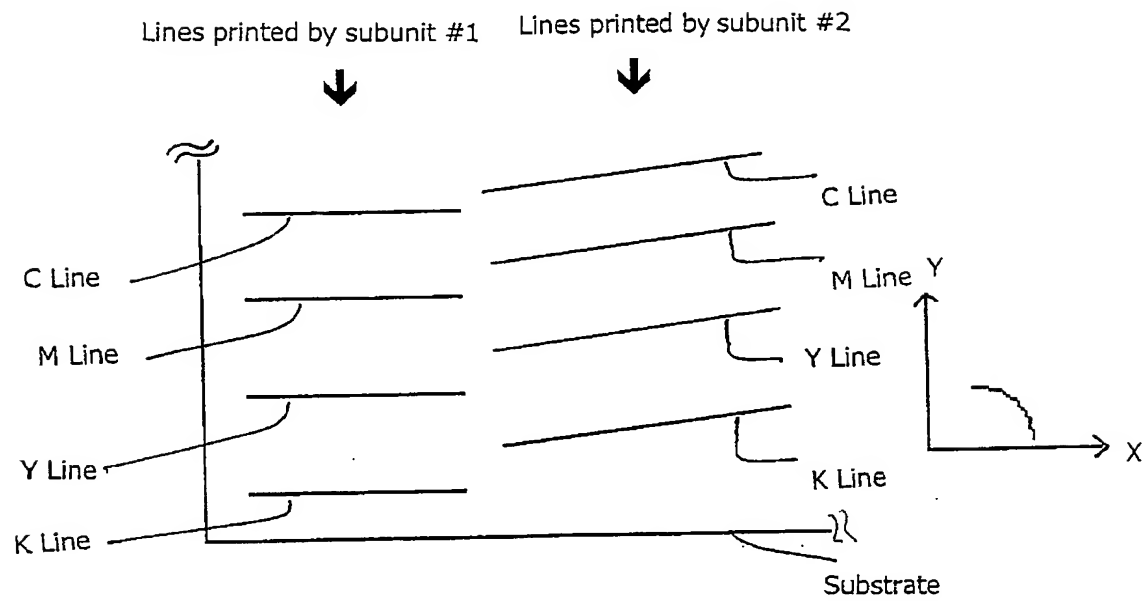 Lines printed by subunit #1
Lines printed by subunit #2
C Line
M Line
Y Line
K Line
C Line
M Line
Y Line
K Line
Y
X
Substrate